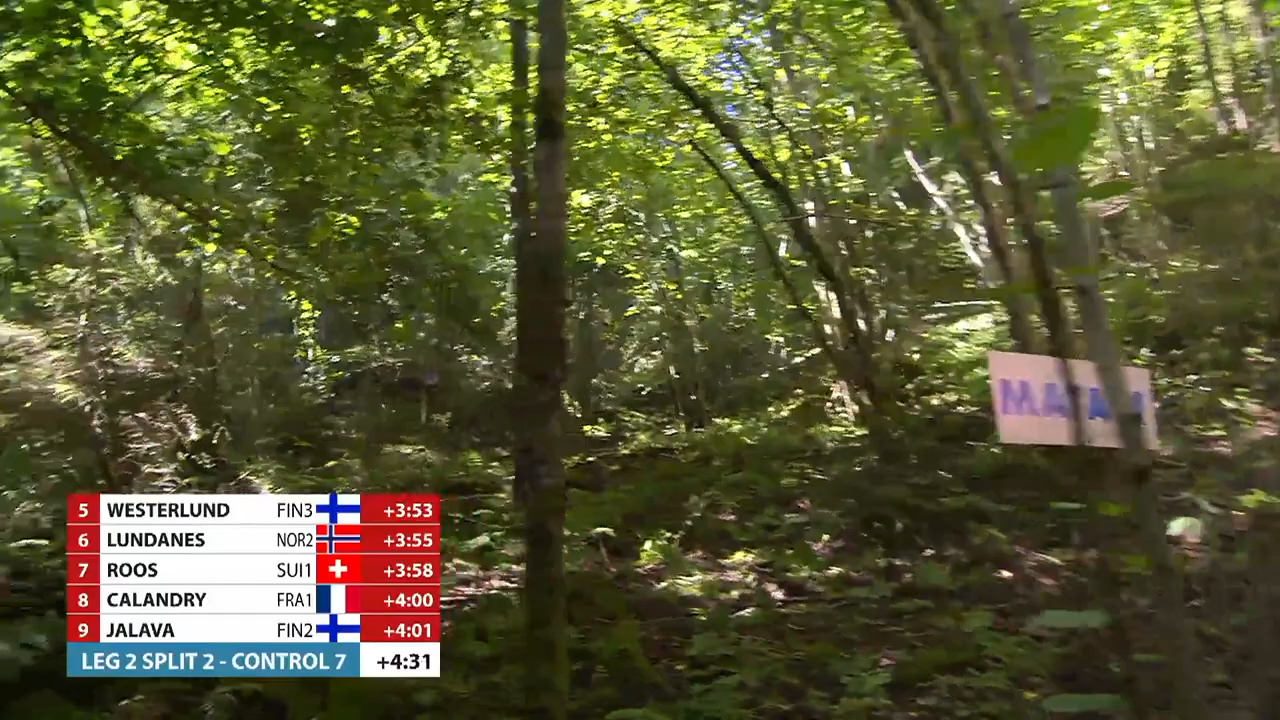 5 WESTERLUND FIN3 +3:53
6 LUNDANES NOR2 +3:55
7 ROOS SUI1 +3:58
8 CALANDRY FRA1 +4:00
9 JALAVA FIN2 +4:01
LEG 2 SPLIT 2 - CONTROL 7 +4:31